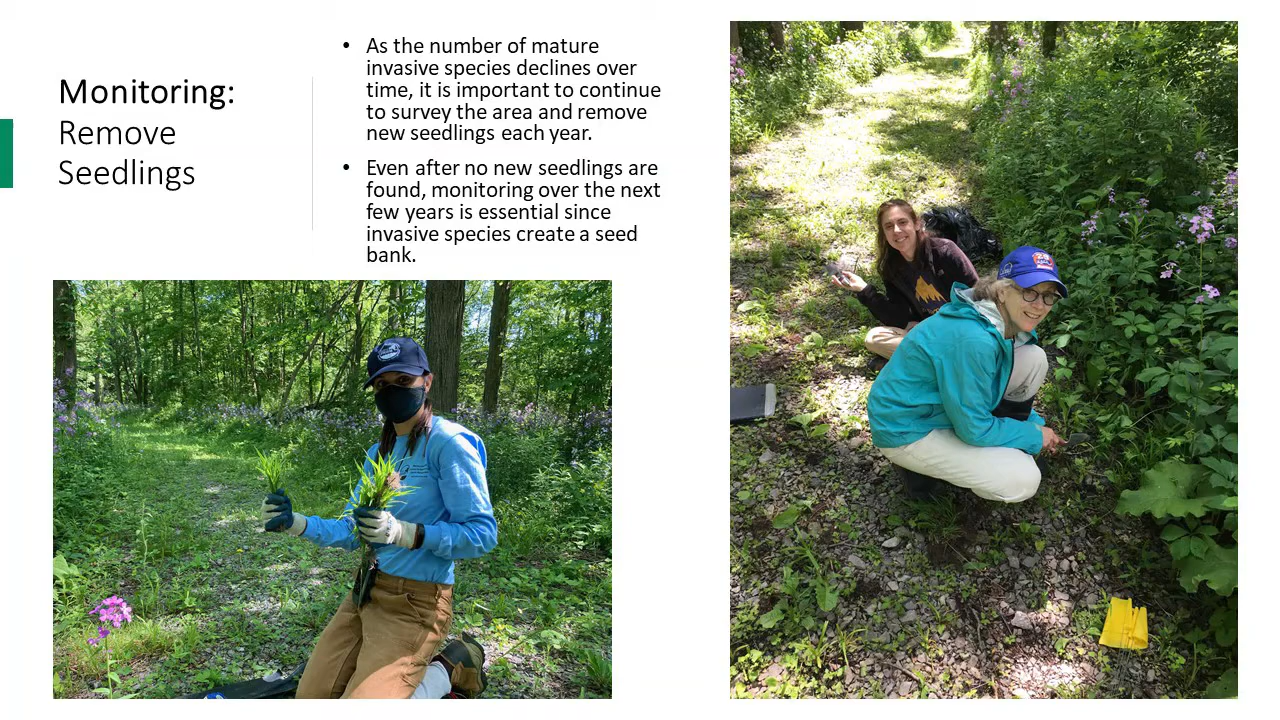 Monitoring:
Remove
Seedlings
• As the number of mature
invasive species declines over
time, it is important to continue
to survey the area and remove
new seedlings each year.
• Even after no new seedlings are
found, monitoring over the next
few years is essential since
invasive species create a seed
bank.